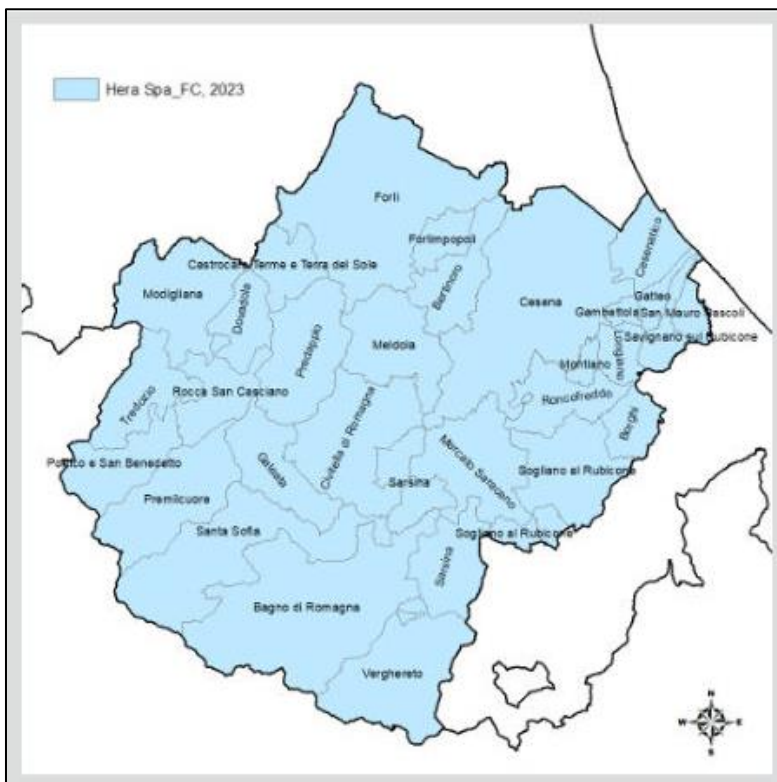 Hera Spa_FC, 2023
Forlì
Cesenatico
Forlimpopoli
Castrocaro Terme e Terra del Sole
Bertinoro
Modigliana
Dovadola
Cesena
Gatteo
Gambettola
San Mauro Pascoli
Savignano sul Rubicone
Predappio
Meldola
Longiano
Montiano
Tredozio
Rocca San Casciano
Roncofreddo
Civitella di Romagna
Borghi
Portico e San Benedetto
Galeata
Mercato Saraceno
Sogliano al Rubicone
Sarsina
Premilcuore
Santa Sofia
Sogliano al Rubicone
Sarsina
Bagno di Romagna
Verghereto
N
W E
S